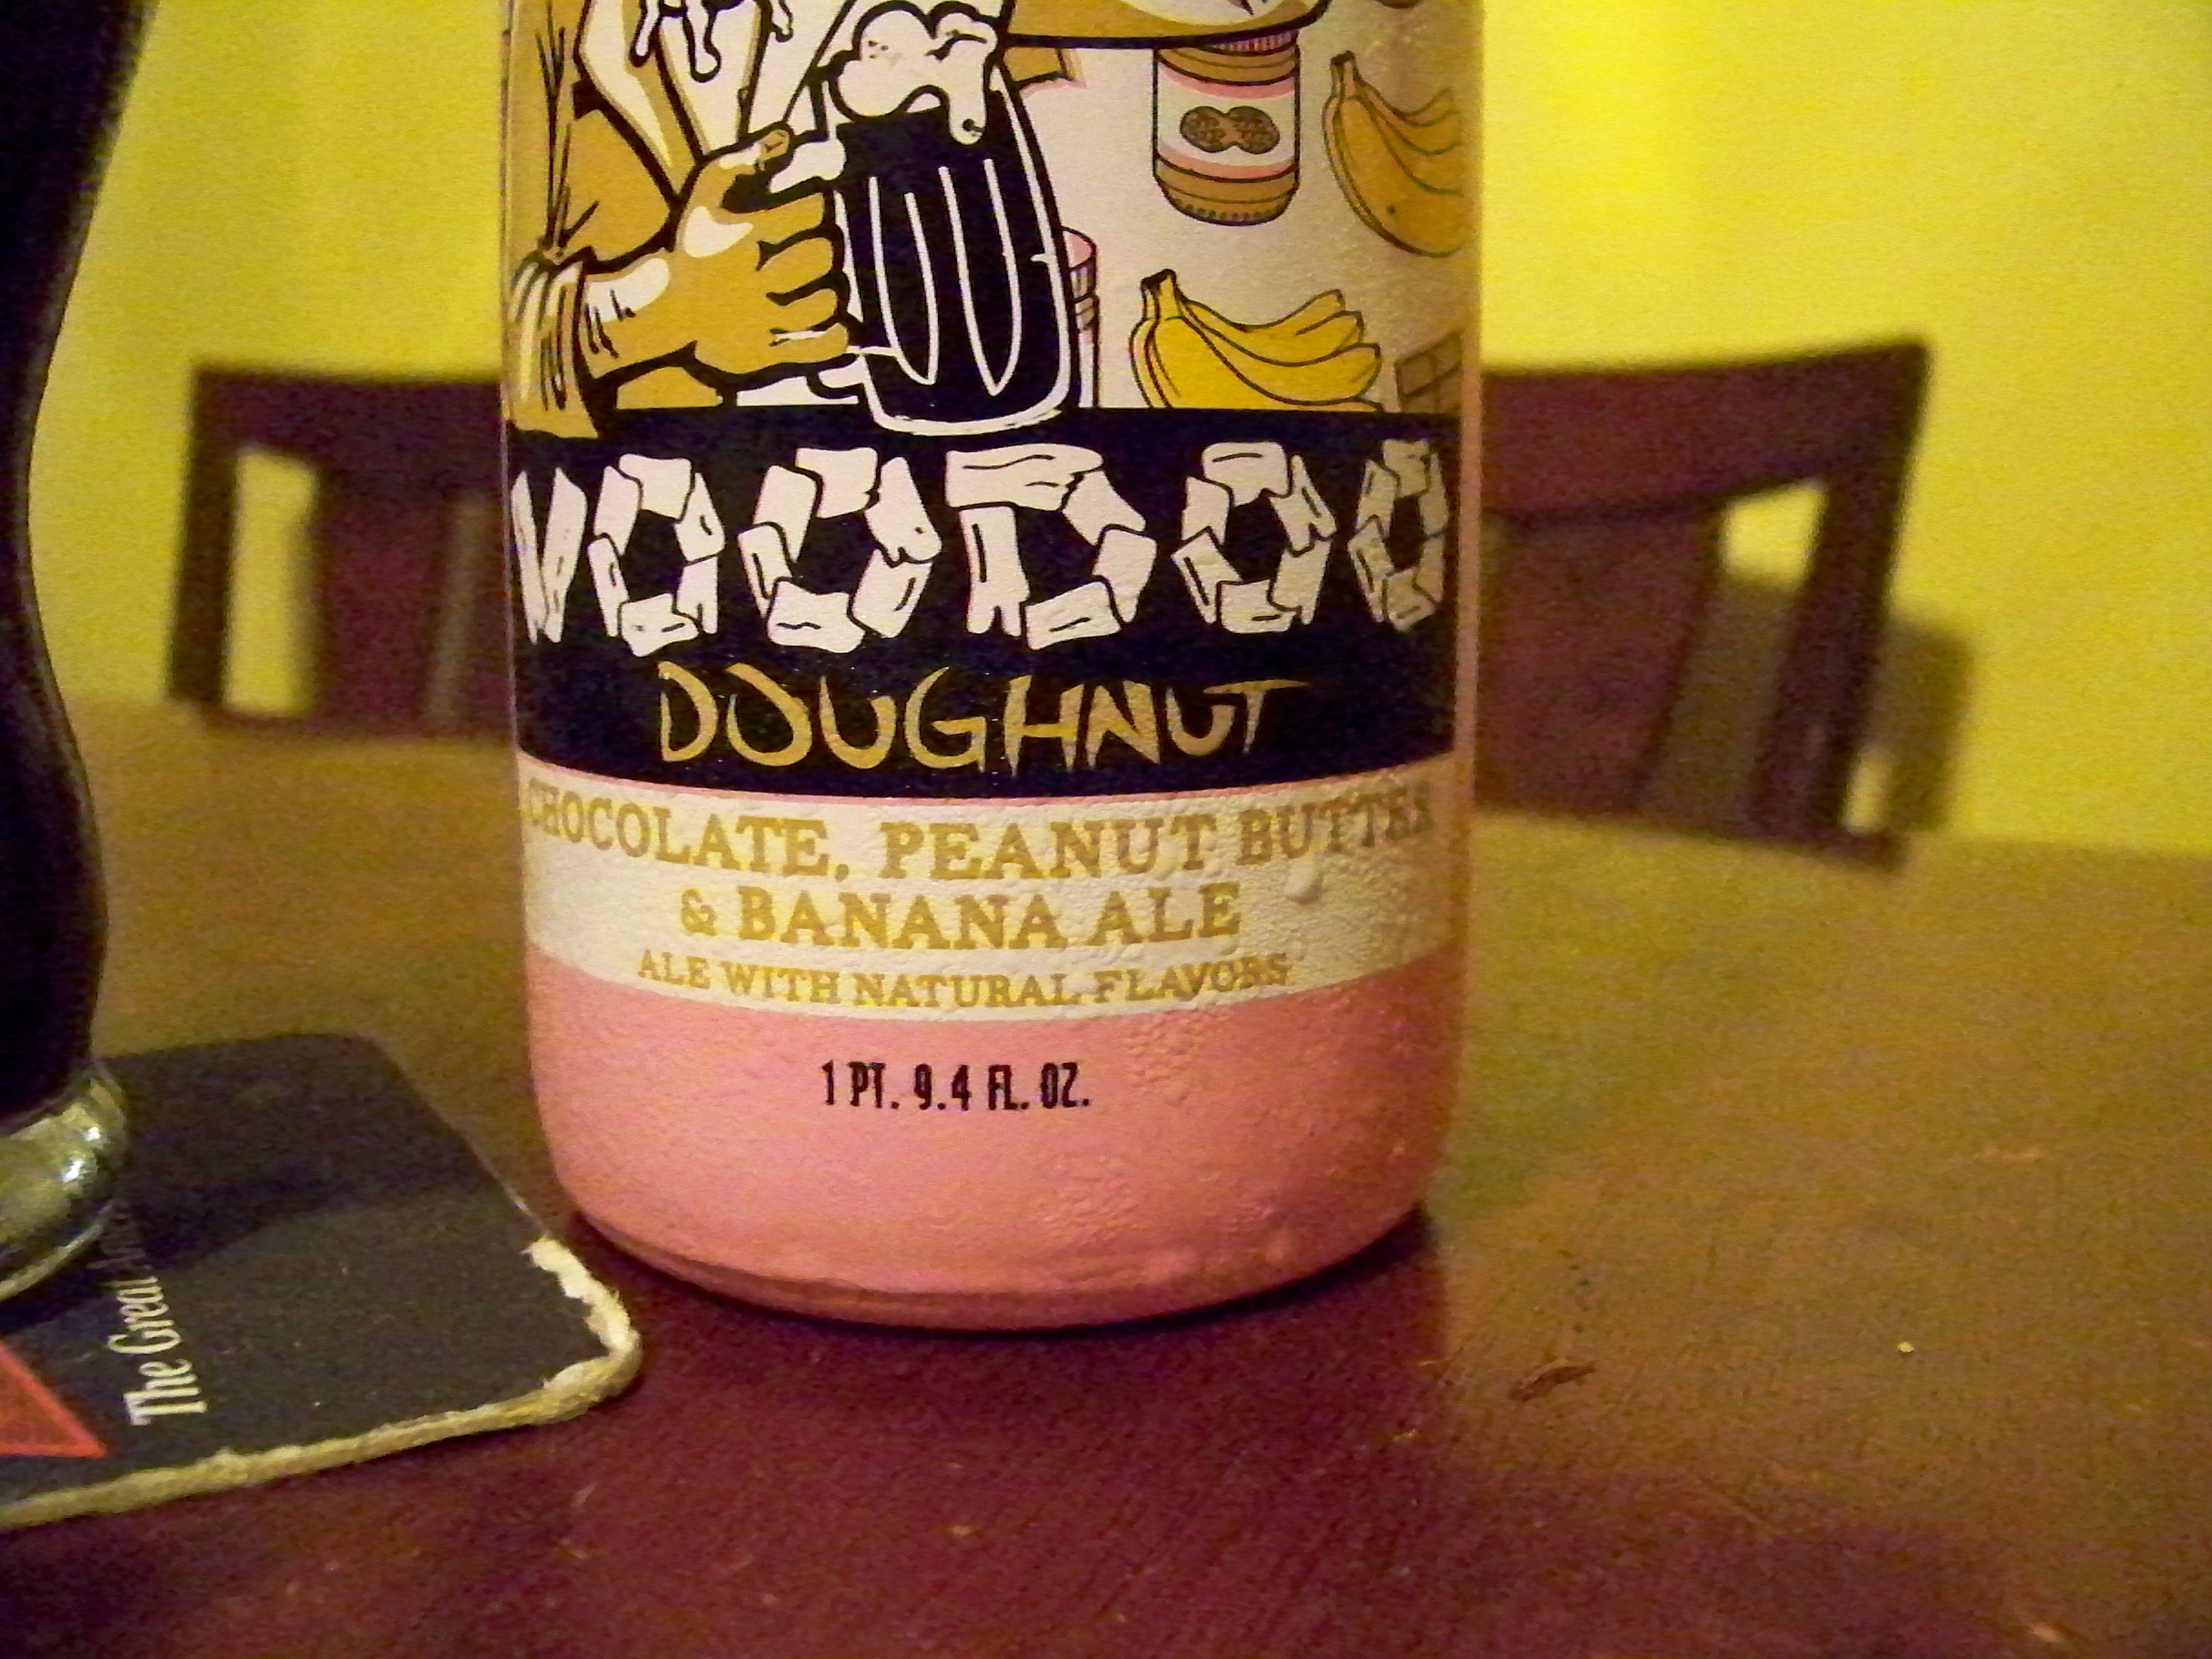 VOODOO
DOUGHNUT
CHOCOLATE, PEANUT BUTTER
& BANANA ALE
ALE WITH NATURAL FLAVORS
1 PT. 9.4 FL. OZ.
The Great